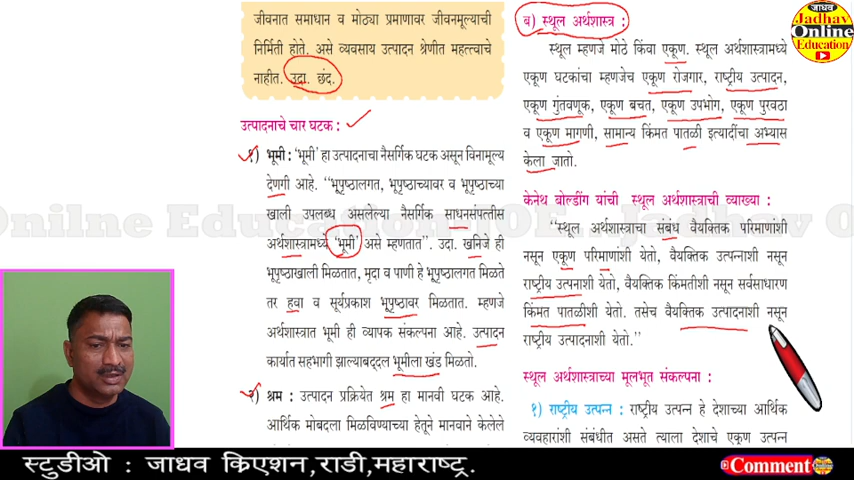 जीवनात समाधान व मोठ्या प्रमाणावर जीवनमूल्याची
निर्मिती होते. असे व्यवसाय उत्पादन श्रेणीत महत्त्वाचे
नाहीत. उदा. छंद.
उत्पादनाचे चार घटक :
१) भूमी : 'भूमी' हा उत्पादनाचा नैसर्गिक घटक असून विनामूल्य
देणगी आहे. "भूपृष्ठालगत, भूपृष्ठाच्यावर व भूपृष्ठाच्या
खाली उपलब्ध असलेल्या नैसर्गिक साधनसंपत्तीस
अर्थशास्त्रामध्ये 'भूमी' असे म्हणतात". उदा. खनिजे ही
भूपृष्ठाखाली मिळतात, मृदा व पाणी हे भूपृष्ठालगत मिळते
तर हवा व सूर्यप्रकाश भूपृष्ठावर मिळतात. म्हणजे
अर्थशास्त्रात भूमी ही व्यापक संकल्पना आहे. उत्पादन
कार्यात सहभागी झाल्याबद्दल भूमीला खंड मिळतो.
२) श्रम : उत्पादन प्रक्रियेत श्रम हा मानवी घटक आहे.
आर्थिक मोबदला मिळविण्याच्या हेतूने मानवाने केलेले
ब) स्थूल अर्थशास्त्र :
स्थूल म्हणजे मोठे किंवा एकूण. स्थूल अर्थशास्त्रामध्ये
एकूण घटकांचा म्हणजेच एकूण रोजगार, राष्ट्रीय उत्पादन,
एकूण गुंतवणूक, एकूण बचत, एकूण उपभोग, एकूण पुरवठा
व एकूण मागणी, सामान्य किंमत पातळी इत्यादींचा अभ्यास
केला जातो.
केनेथ बोल्डींग यांची स्थूल अर्थशास्त्राची व्याख्या :
"स्थूल अर्थशास्त्राचा संबंध वैयक्तिक परिमाणांशी
नसून एकूण परिमाणांशी येतो, वैयक्तिक उत्पन्नाशी नसून
राष्ट्रीय उत्पनाशी येतो, वैयक्तिक किंमतीशी नसून सर्वसाधारण
किंमत पातळीशी येतो. तसेच वैयक्तिक उत्पादनाशी नसून
राष्ट्रीय उत्पादनाशी येतो."
स्थूल अर्थशास्त्राच्या मूलभूत संकल्पना :
१) राष्ट्रीय उत्पन्न : राष्ट्रीय उत्पन्न हे देशाच्या आर्थिक
व्यवहारांशी संबंधीत असते त्याला देशाचे एकूण उत्पन्न
जाधव
Jadhav
Online
Education
Onilne Education JOE Jadhav O
स्टुडीओ : जाधव क्रिएशन,राडी,महाराष्ट्र.
Comment